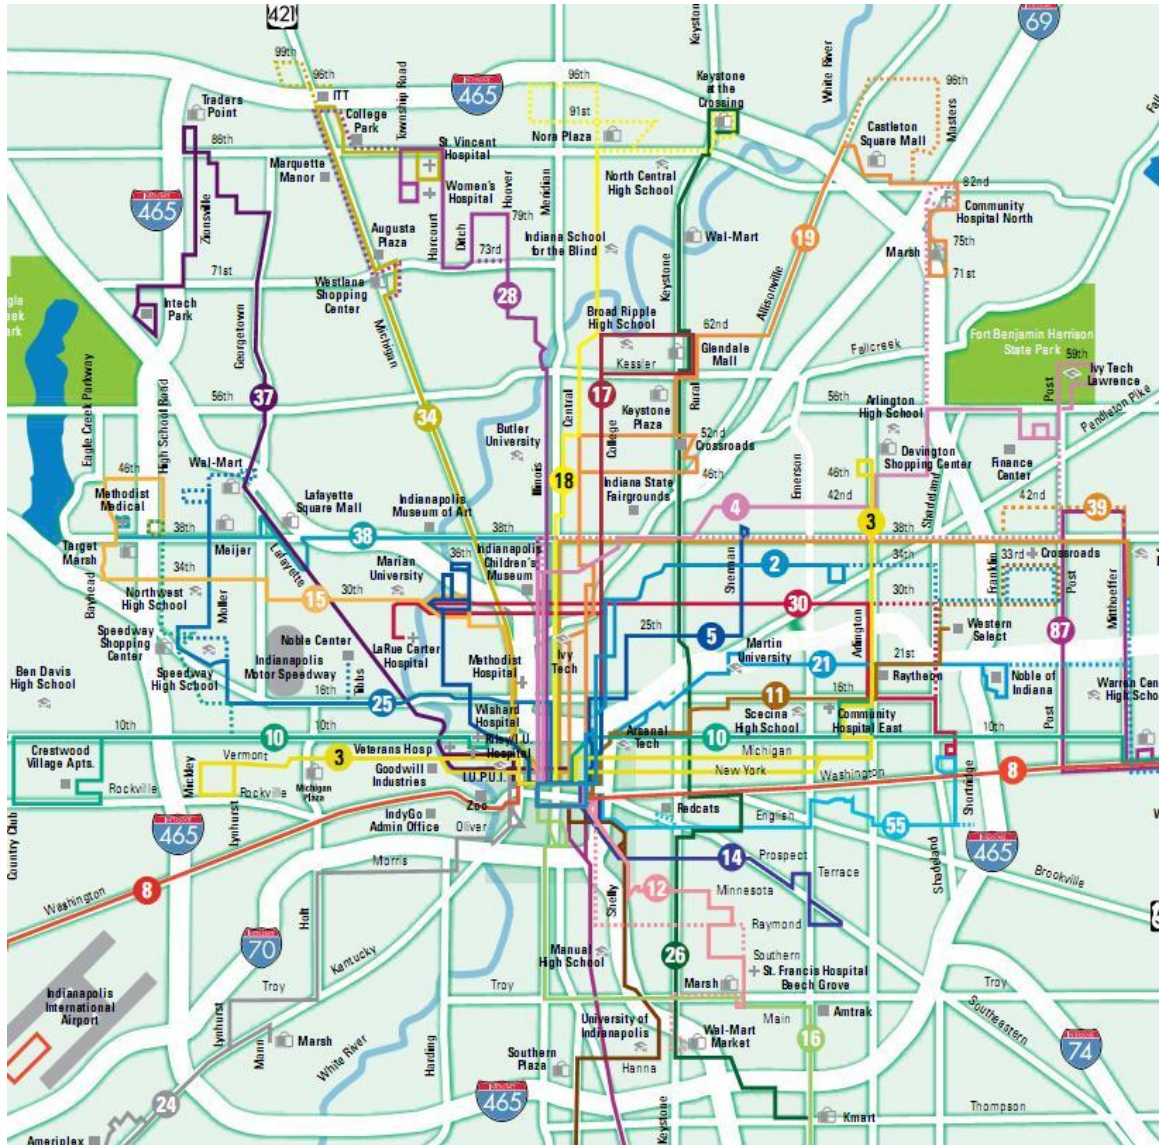 421
INTERSTATE
69
99th
96th
ITT
Township Road
INTERSTATE
465
96th
Keystone
White River
96th
Keystone
at the
Crossing
Traders
Point
College
Park
91st
Nora Plaza
Castleton
Square Mall
Masters
86th
St. Vincent
Hospital
Marquette
Manor
Women's
Hospital
North Central
High School
82nd
INTERSTATE
465
Zionsville
Augusta
Plaza
Harcourt
Ditch
Hoover
79th
Meridian
Community
Hospital North
Indiana School
for the Blind
Wal-Mart
19
75th
73rd
Marsh
71st
71st
Westlane
Shopping
Center
28
Keystone
Allisonville
Intech
Park
Georgetown
Michigan
Broad Ripple
High School
62nd
Fort Benjamin Harrison
State Park
Kessler
Glendale
Mall
Fallcreek
59th
Ivy Tech
Lawrence
Eagle Creek Parkway
High School Road
37
56th
34
Central
17
College
Rural
Keystone
Plaza
56th
Arlington
High School
Post
Pendleton Pike
Butler
University
52nd
Crossroads
Devington
Shopping Center
Finance
Center
46th
Wal-Mart
Illinois
18
46th
Emerson
46th
Shadeland
Methodist
Medical
Lafayette
Square Mall
Indianapolis
Museum of Art
Indiana State
Fairgrounds
42nd
42nd
39
4
3
38th
38
38th
38th
Target
Marsh
Meijer
Lafayette
36th
Indianapolis
Children's
Museum
Sherman
2
34th
33rd
Crossroads
Bayhead
34th
Marian
University
Franklin
Post
Mitthoeffer
Northwest
High School
Moller
15
30th
30
30th
87
Speedway
Shopping
Center
Noble Center
LaRue Carter
Hospital
Ivy
Tech
25th
5
Martin
University
Arlington
Western
Select
Ben Davis
High School
Speedway
High School
Indianapolis
Motor Speedway
Tibbs
Methodist
Hospital
21
21st
Raytheon
Noble of
Indiana
Warren Cen
High Scho
16th
25
Wishard
Hospital
11
16th
Scecina
High School
Community
Hospital East
Post
10th
10
10th
Riley/I.U.
Hospital
Arsenal
Tech
10
10th
Crestwood
Village Apts.
Vermont
3
Veterans Hosp
Michigan
Mickley
Goodwill
Industries
I.U.P.U.I.
New York
Washington
8
Rockville
Rockville
Michigan
Plaza
Zoo
Shortridge
Lynhurst
IndyGo
Admin Office
Oliver
Redcats
English
55
Country Club
INTERSTATE
465
Morris
14
Prospect
INTERSTATE
465
Terrace
Shadeland
Brookville
Washington
8
Shelby
12
Minnesota
Holt
Raymond
INTERSTATE
70
Kentucky
Manual
High School
26
Southern
Marsh
St. Francis Hospital
Beech Grove
Indianapolis
International
Airport
Troy
Troy
Troy
Lynhurst
Main
Amtrak
Southeastern
Mann
Marsh
White River
Harding
University of
Indianapolis
Wal-Mart
Market
16
INTERSTATE
74
Southern
Plaza
Hanna
24
INTERSTATE
465
Keystone
Kmart
Thompson
Ameriplex